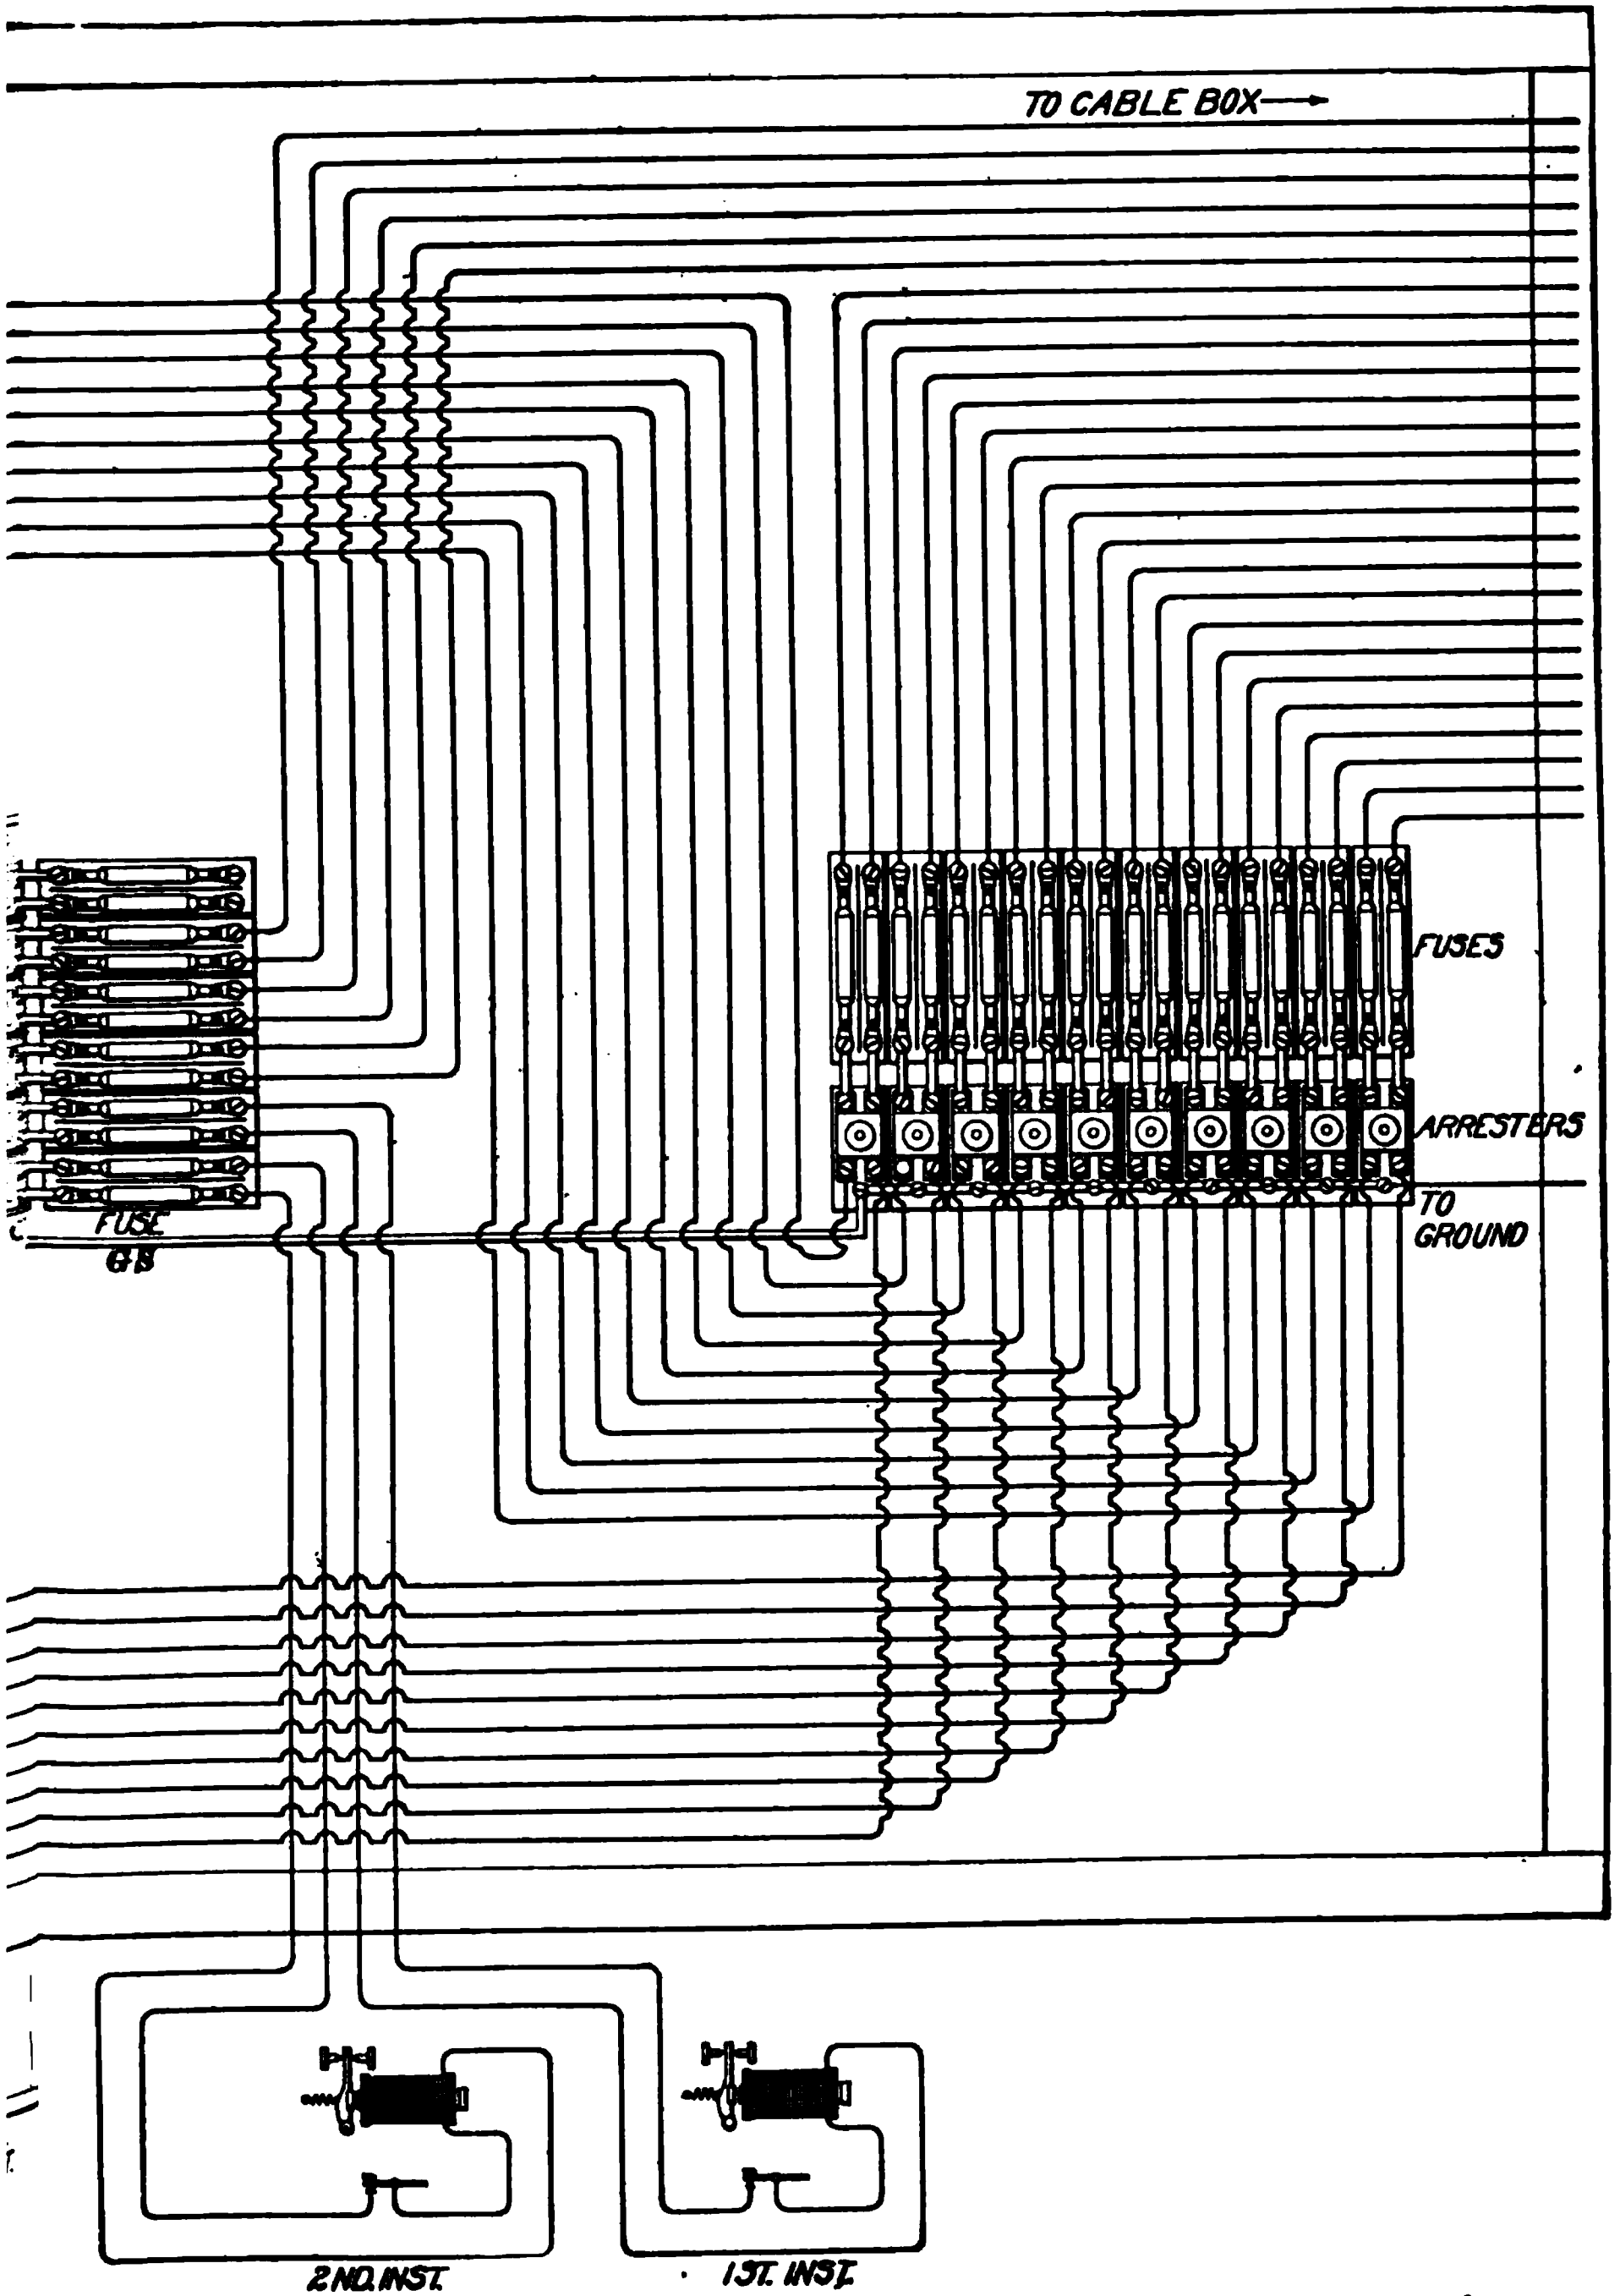 TO CABLE BOX
FUSES
ARRESTERS
TO
GROUND
FUSE
2ND. INST.
1ST. INST.